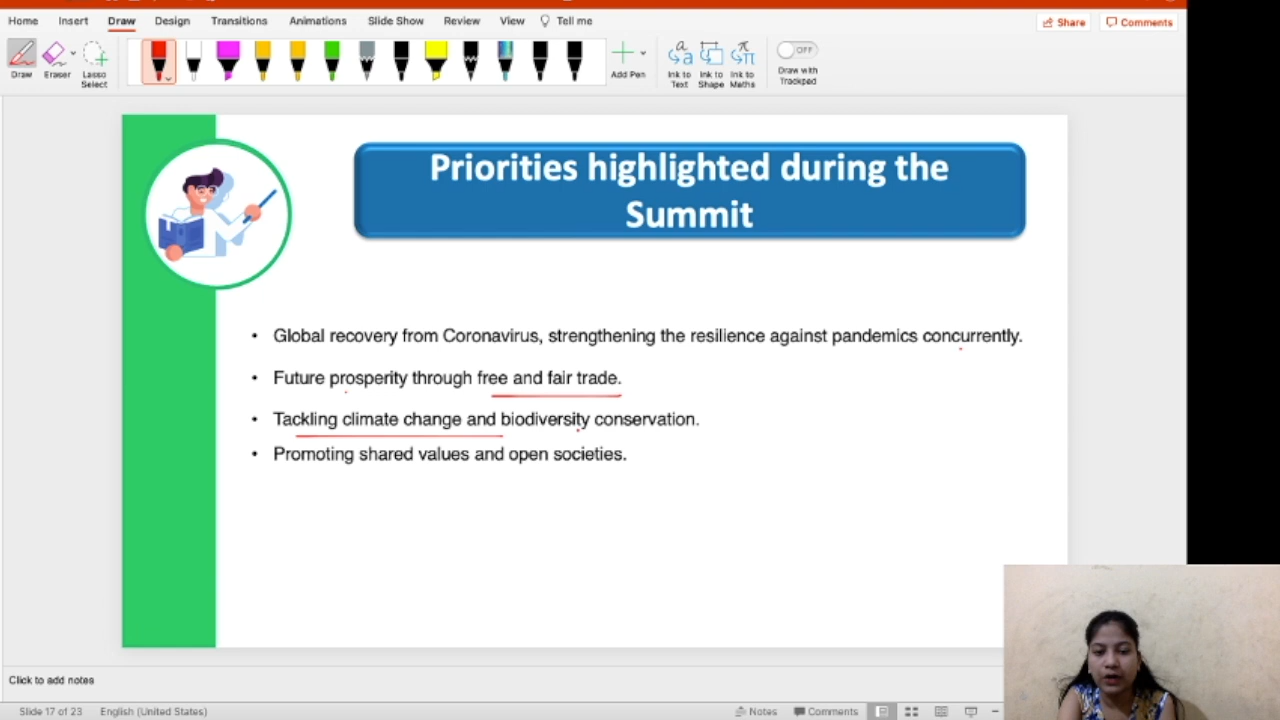 Home Insert Draw Design Transitions Animations Slide Show Review View Tell me Share Comments
Draw Eraser Lasso Select Add Pen Ink to Text Ink to Shape Ink to Maths OFF Draw with Trackpad
Priorities highlighted during the
Summit
• Global recovery from Coronavirus, strengthening the resilience against pandemics concurrently.
• Future prosperity through free and fair trade.
• Tackling climate change and biodiversity conservation.
• Promoting shared values and open societies.
Click to add notes
Slide 17 of 23 English (United States) Notes Comments